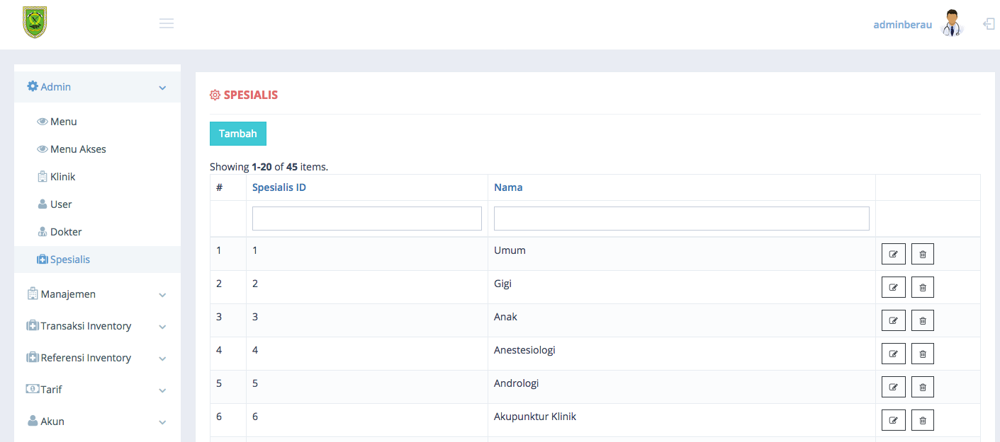 adminberau
Admin
Menu
Menu Akses
Klinik
User
Dokter
Spesialis
Manajemen
Transaksi Inventory
Referensi Inventory
Tarif
Akun
SPESIALIS
Tambah
Showing 1-20 of 45 items.
# Spesialis ID Nama
1 1 Umum
2 2 Gigi
3 3 Anak
4 4 Anestesiologi
5 5 Andrologi
6 6 Akupunktur Klinik